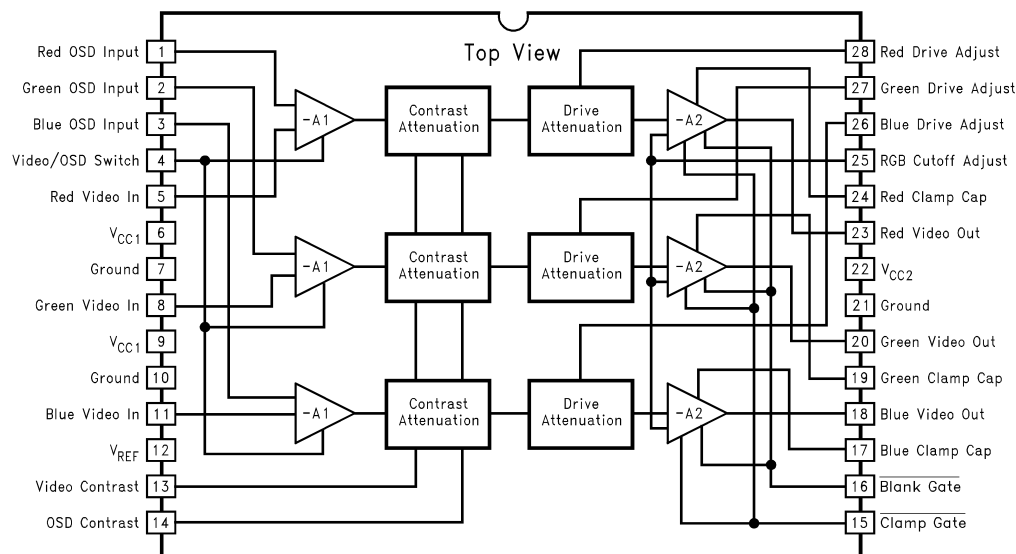 Top View
Red OSD Input 1
Green OSD Input 2
Blue OSD Input 3
Video/OSD Switch 4
Red Video In 5
VCC1 6
Ground 7
Green Video In 8
VCC1 9
Ground 10
Blue Video In 11
VREF 12
Video Contrast 13
OSD Contrast 14
-A1
Contrast
Attenuation
Drive
Attenuation
-A2
-A1
Contrast
Attenuation
Drive
Attenuation
-A2
-A1
Contrast
Attenuation
Drive
Attenuation
-A2
28 Red Drive Adjust
27 Green Drive Adjust
26 Blue Drive Adjust
25 RGB Cutoff Adjust
24 Red Clamp Cap
23 Red Video Out
22 VCC2
21 Ground
20 Green Video Out
19 Green Clamp Cap
18 Blue Video Out
17 Blue Clamp Cap
16 Blank Gate
15 Clamp Gate